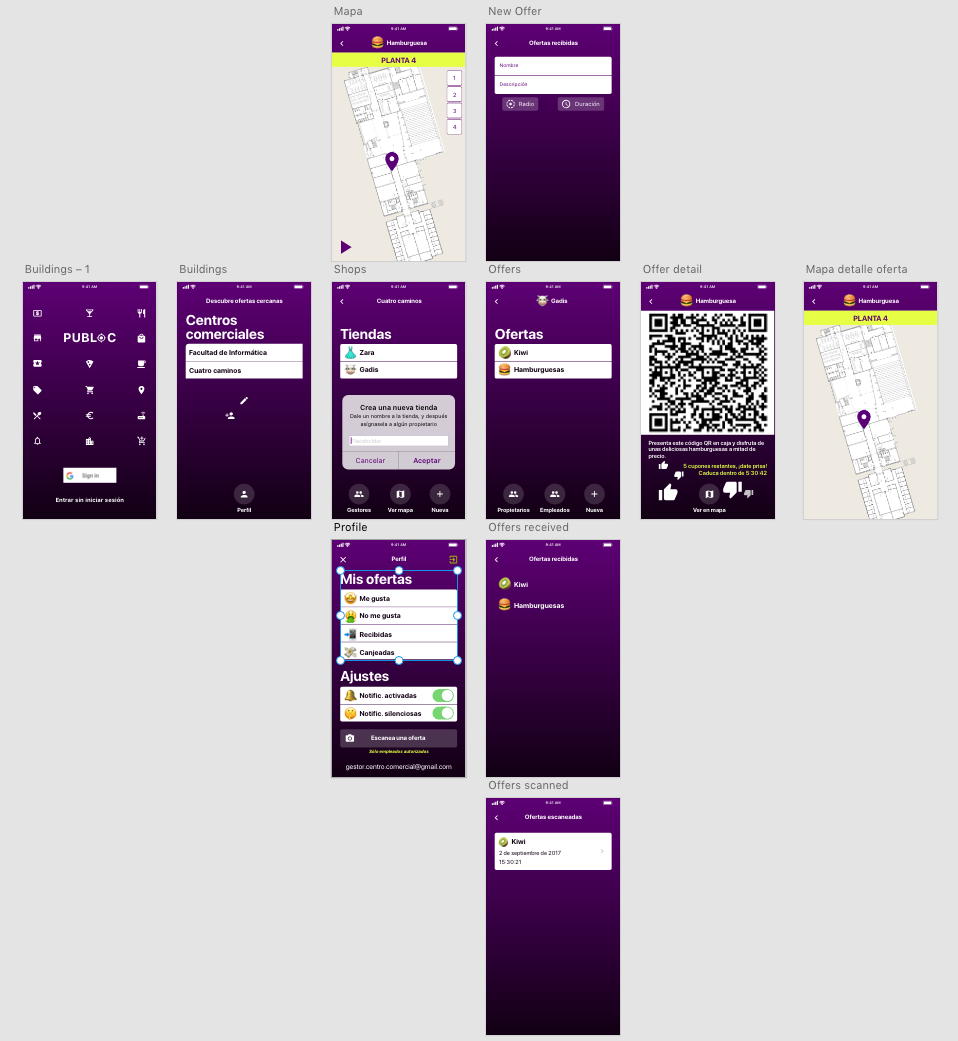 Mapa
9:41 AM
Hamburguesa
PLANTA 4
1
2
3
4
New Offer
9:41 AM
Ofertas recibidas
Nombre
Descripción
Radio
Duración
Buildings – 1
9:41 AM
PUBLOC
Sign in
Entrar sin iniciar sesión
Buildings
9:41 AM
Descubre ofertas cercanas
Centros
comerciales
Facultad de Informática
Cuatro caminos
Perfil
Shops
9:41 AM
Cuatro caminos
Tiendas
Zara
Gadis
Crea una nueva tienda
Dale un nombre a la tienda, y después
asígnasela a algún propietario
Cancelar
Aceptar
Gestores
Ver mapa
Nueva
Offers
9:41 AM
Gadis
Ofertas
Kiwi
Hamburguesas
Propietarios
Empleados
Nueva
Offer detail
9:41 AM
Hamburguesa
Presenta este código QR en caja y disfruta de
unas deliciosas hamburguesas a mitad de
precio.
5 cupones restantes, ¡date prisa!
Caduca dentro de 5 30 42
Ver en mapa
Mapa detalle oferta
9:41 AM
Hamburguesa
PLANTA 4
Profile
9:41 AM
Perfil
Mis ofertas
Me gusta
No me gusta
Recibidas
Canjeadas
Ajustes
Notific. activadas
Notific. silenciosas
Escanea una oferta
Sólo empleados autorizados
gestor.centro.comercial@gmail.com
Offers received
9:41 AM
Ofertas recibidas
Kiwi
Hamburguesas
Offers scanned
9:41 AM
Ofertas escaneadas
Kiwi
2 de septiembre de 2017
15:30:21